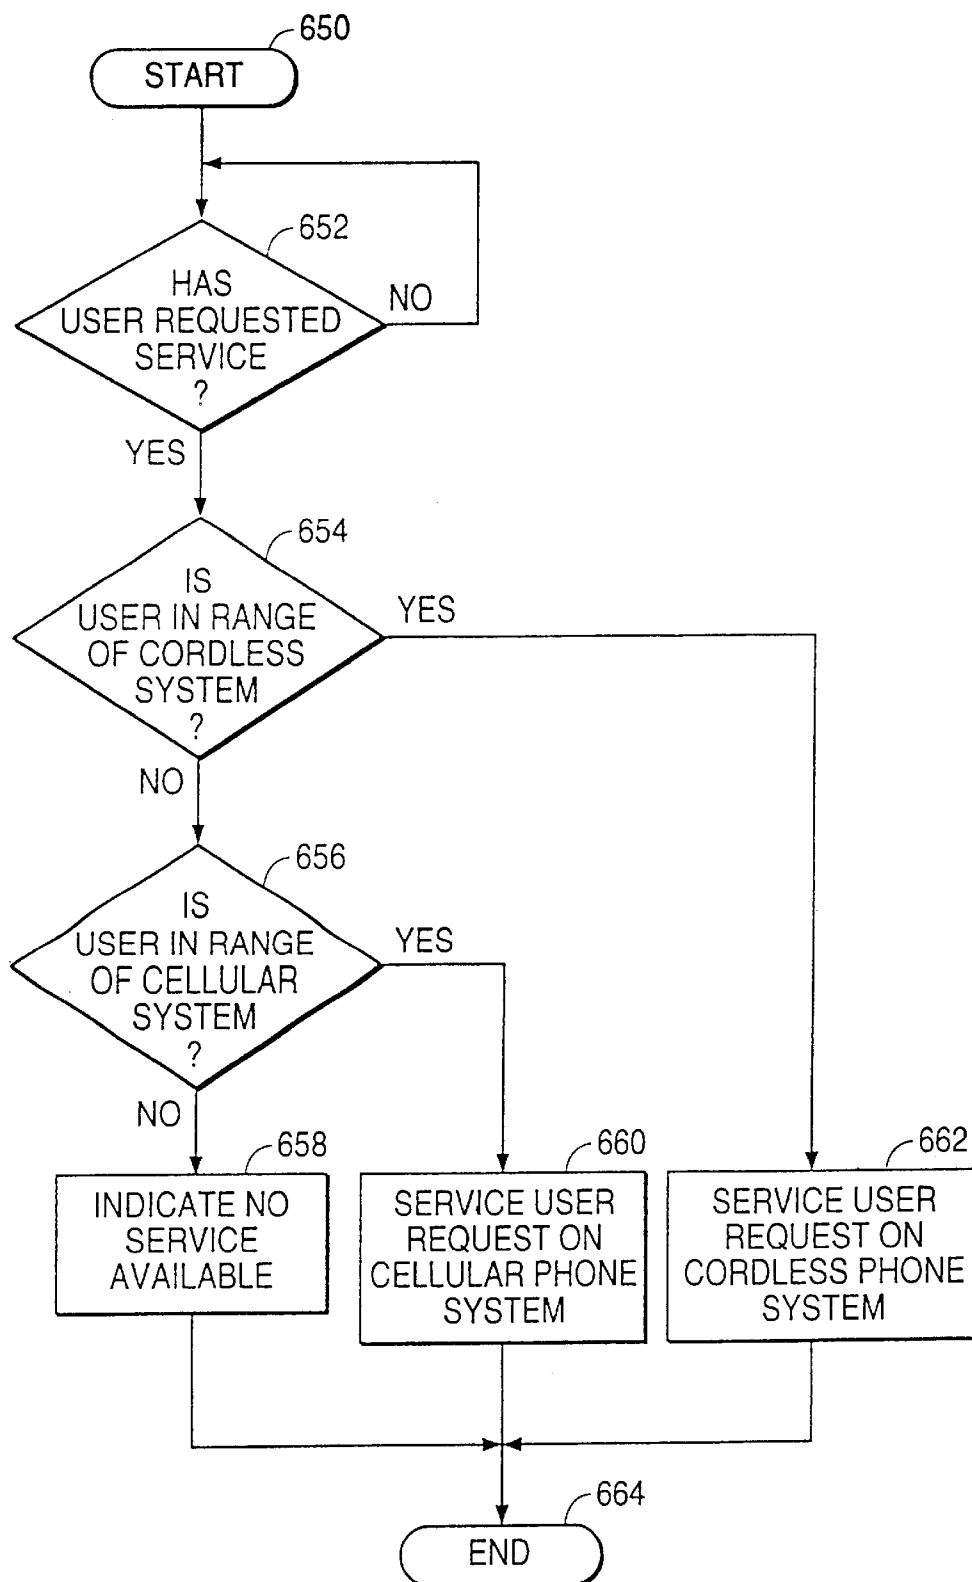 650
START
652
HAS
USER REQUESTED
SERVICE
?
NO
YES
654
IS
USER IN RANGE
OF CORDLESS
SYSTEM
?
YES
NO
656
IS
USER IN RANGE
OF CELLULAR
SYSTEM
?
YES
NO
658
INDICATE NO
SERVICE
AVAILABLE
660
SERVICE USER
REQUEST ON
CELLULAR PHONE
SYSTEM
662
SERVICE USER
REQUEST ON
CORDLESS PHONE
SYSTEM
664
END